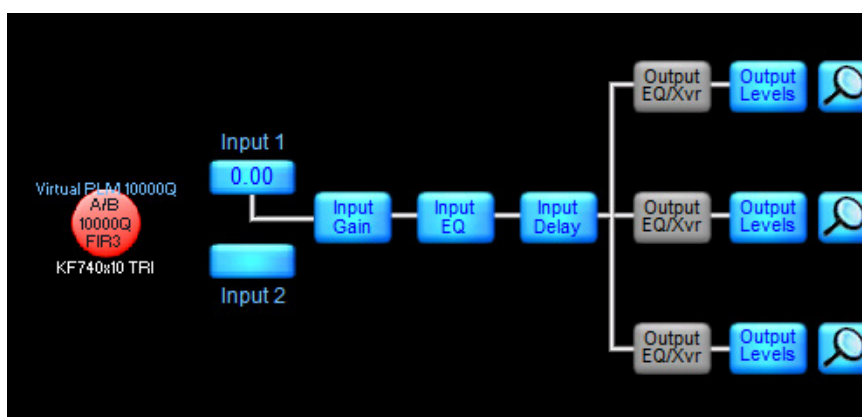 Virtual PLM 10000Q
A/B
10000Q
FIR3
KF740x10 TRI
Input 1
0.00
Input 2
Input
Gain
Input
EQ
Input
Delay
Output
EQ/Xvr
Output
Levels
Output
EQ/Xvr
Output
Levels
Output
EQ/Xvr
Output
Levels